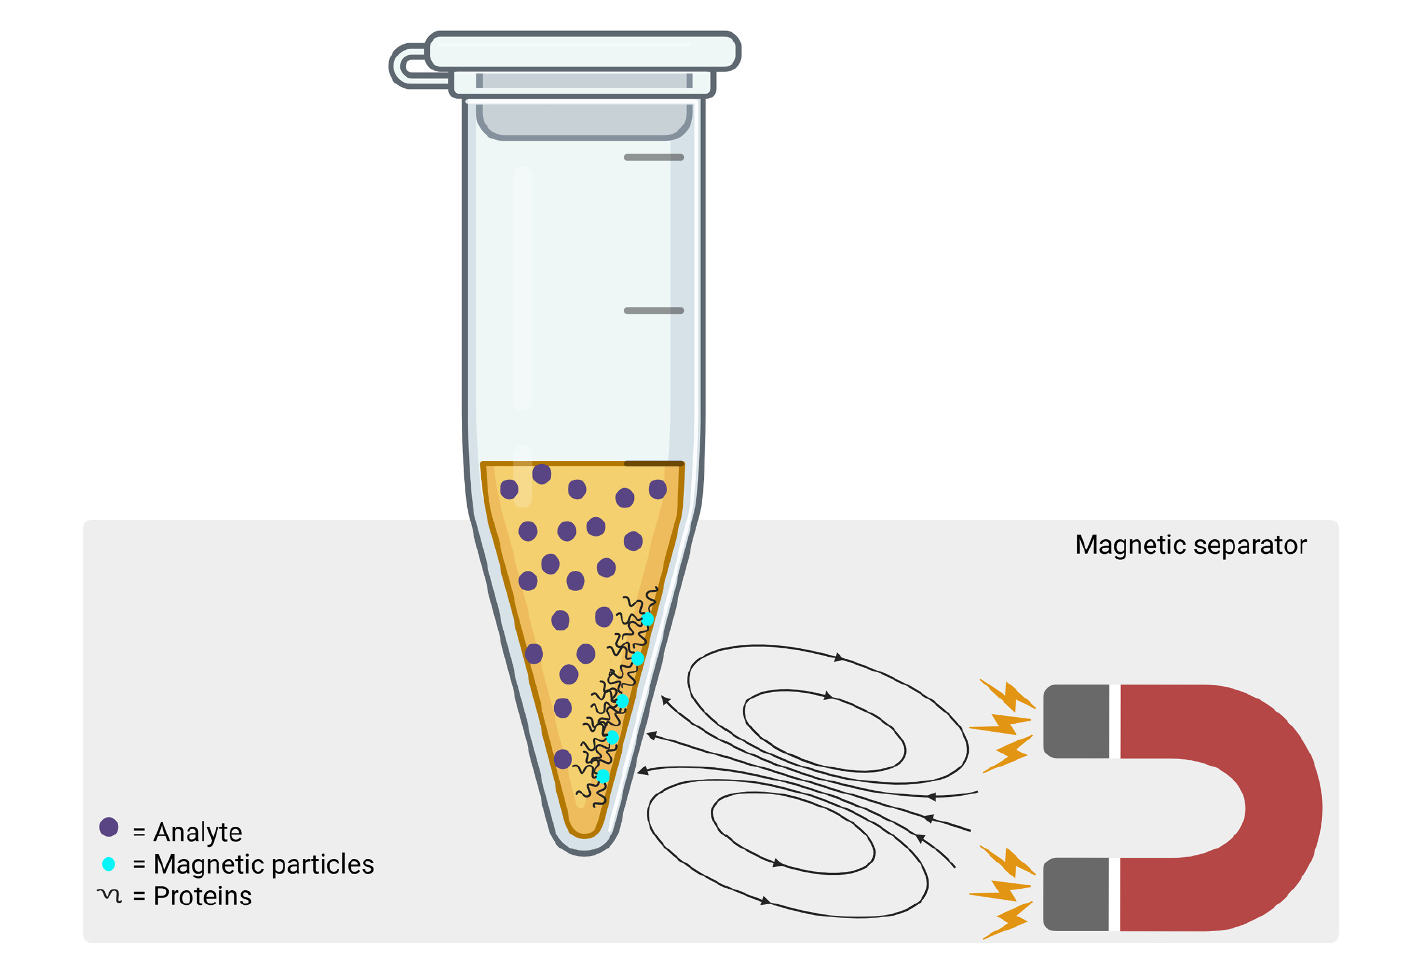 Magnetic separator
= Analyte
= Magnetic particles
= Proteins